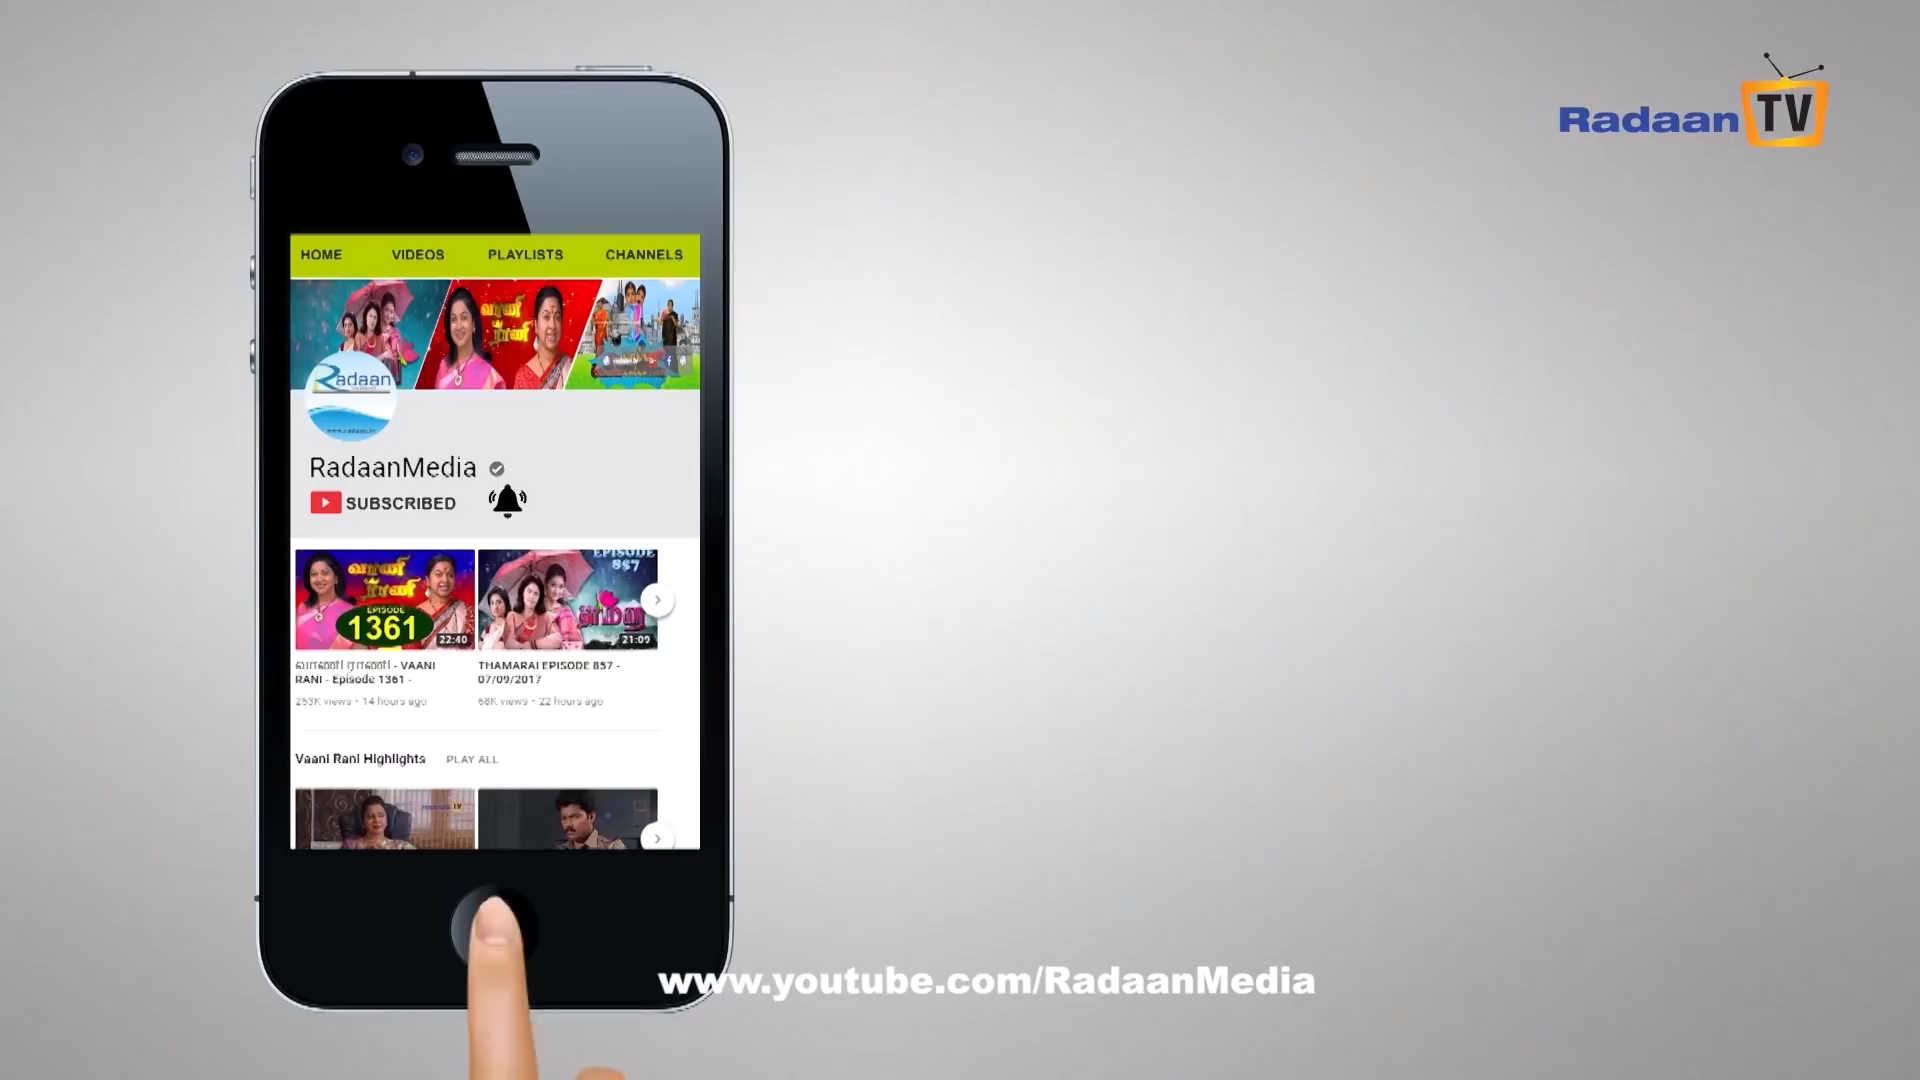 Radaan TV
HOME VIDEOS PLAYLISTS CHANNELS
வாணி
ராணி
Radaan
RadaanMedia
SUBSCRIBED
வாணி
ராணி
EPISODE
1361
22:40
EPISODE
857
தாமரை
21:09
வாணி ராணி - VAANI
RANI - Episode 1361 -
253K views • 14 hours ago
THAMARAI EPISODE 857 -
07/09/2017
68K views • 22 hours ago
Vaani Rani Highlights PLAY ALL
www.youtube.com/RadaanMedia